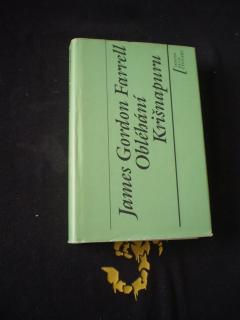 James Gordon Farrell
Obléhání
Krišnapuru